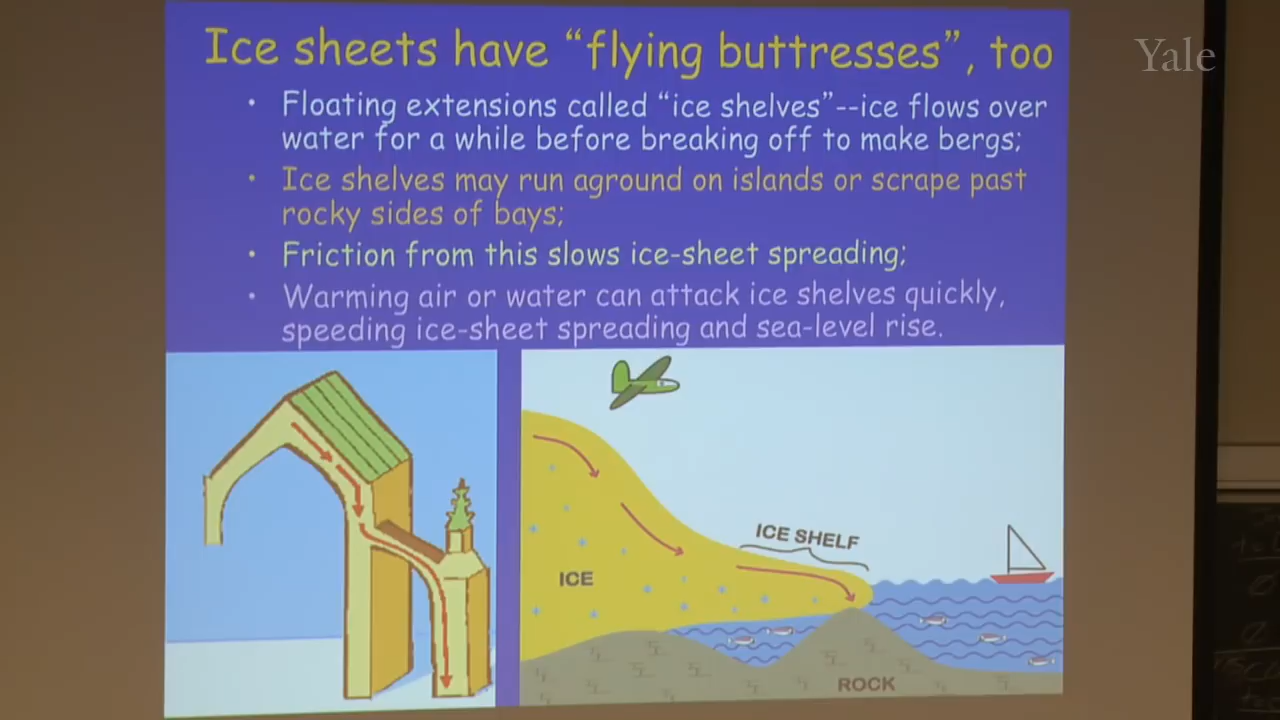 Ice sheets have “flying buttresses”, too
Yale
• Floating extensions called “ice shelves”--ice flows over
water for a while before breaking off to make bergs;
• Ice shelves may run aground on islands or scrape past
rocky sides of bays;
• Friction from this slows ice-sheet spreading;
• Warming air or water can attack ice shelves quickly,
speeding ice-sheet spreading and sea-level rise.
ICE SHELF
ICE
ROCK